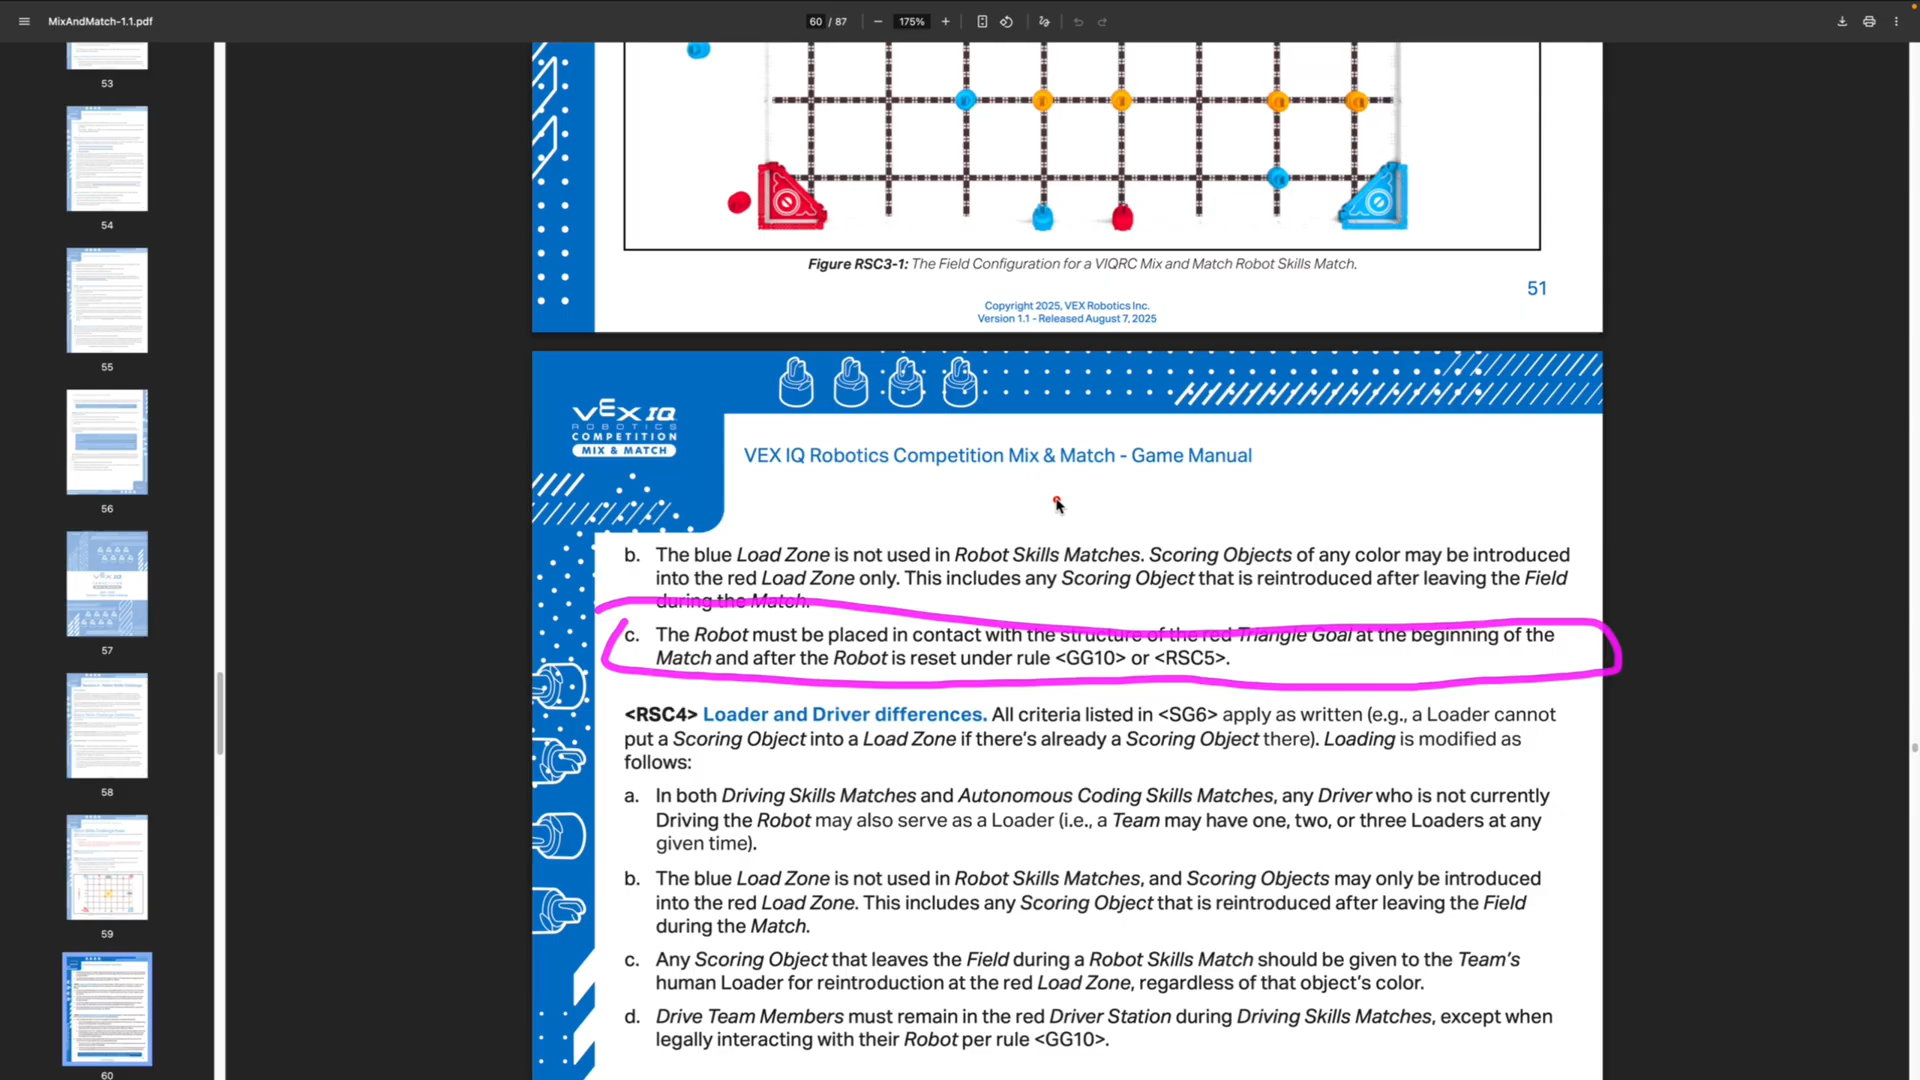 MixAndMatch-1.1.pdf
60 / 87
175%
53
54
55
56
57
58
59
60
Figure RSC3-1: The Field Configuration for a VIQRC Mix and Match Robot Skills Match.
51
Copyright 2025, VEX Robotics Inc.
Version 1.1 - Released August 7, 2025
VEX IQ
ROBOTICS
COMPETITION
MIX & MATCH
VEX IQ Robotics Competition Mix & Match - Game Manual
b. The blue Load Zone is not used in Robot Skills Matches. Scoring Objects of any color may be introduced
into the red Load Zone only. This includes any Scoring Object that is reintroduced after leaving the Field
during the Match.
c. The Robot must be placed in contact with the structure of the red Triangle Goal at the beginning of the
Match and after the Robot is reset under rule <GG10> or <RSC5>.
<RSC4> Loader and Driver differences. All criteria listed in <SG6> apply as written (e.g., a Loader cannot
put a Scoring Object into a Load Zone if there's already a Scoring Object there). Loading is modified as
follows:
a. In both Driving Skills Matches and Autonomous Coding Skills Matches, any Driver who is not currently
Driving the Robot may also serve as a Loader (i.e., a Team may have one, two, or three Loaders at any
given time).
b. The blue Load Zone is not used in Robot Skills Matches, and Scoring Objects may only be introduced
into the red Load Zone. This includes any Scoring Object that is reintroduced after leaving the Field
during the Match.
c. Any Scoring Object that leaves the Field during a Robot Skills Match should be given to the Team's
human Loader for reintroduction at the red Load Zone, regardless of that object's color.
d. Drive Team Members must remain in the red Driver Station during Driving Skills Matches, except when
legally interacting with their Robot per rule <GG10>.